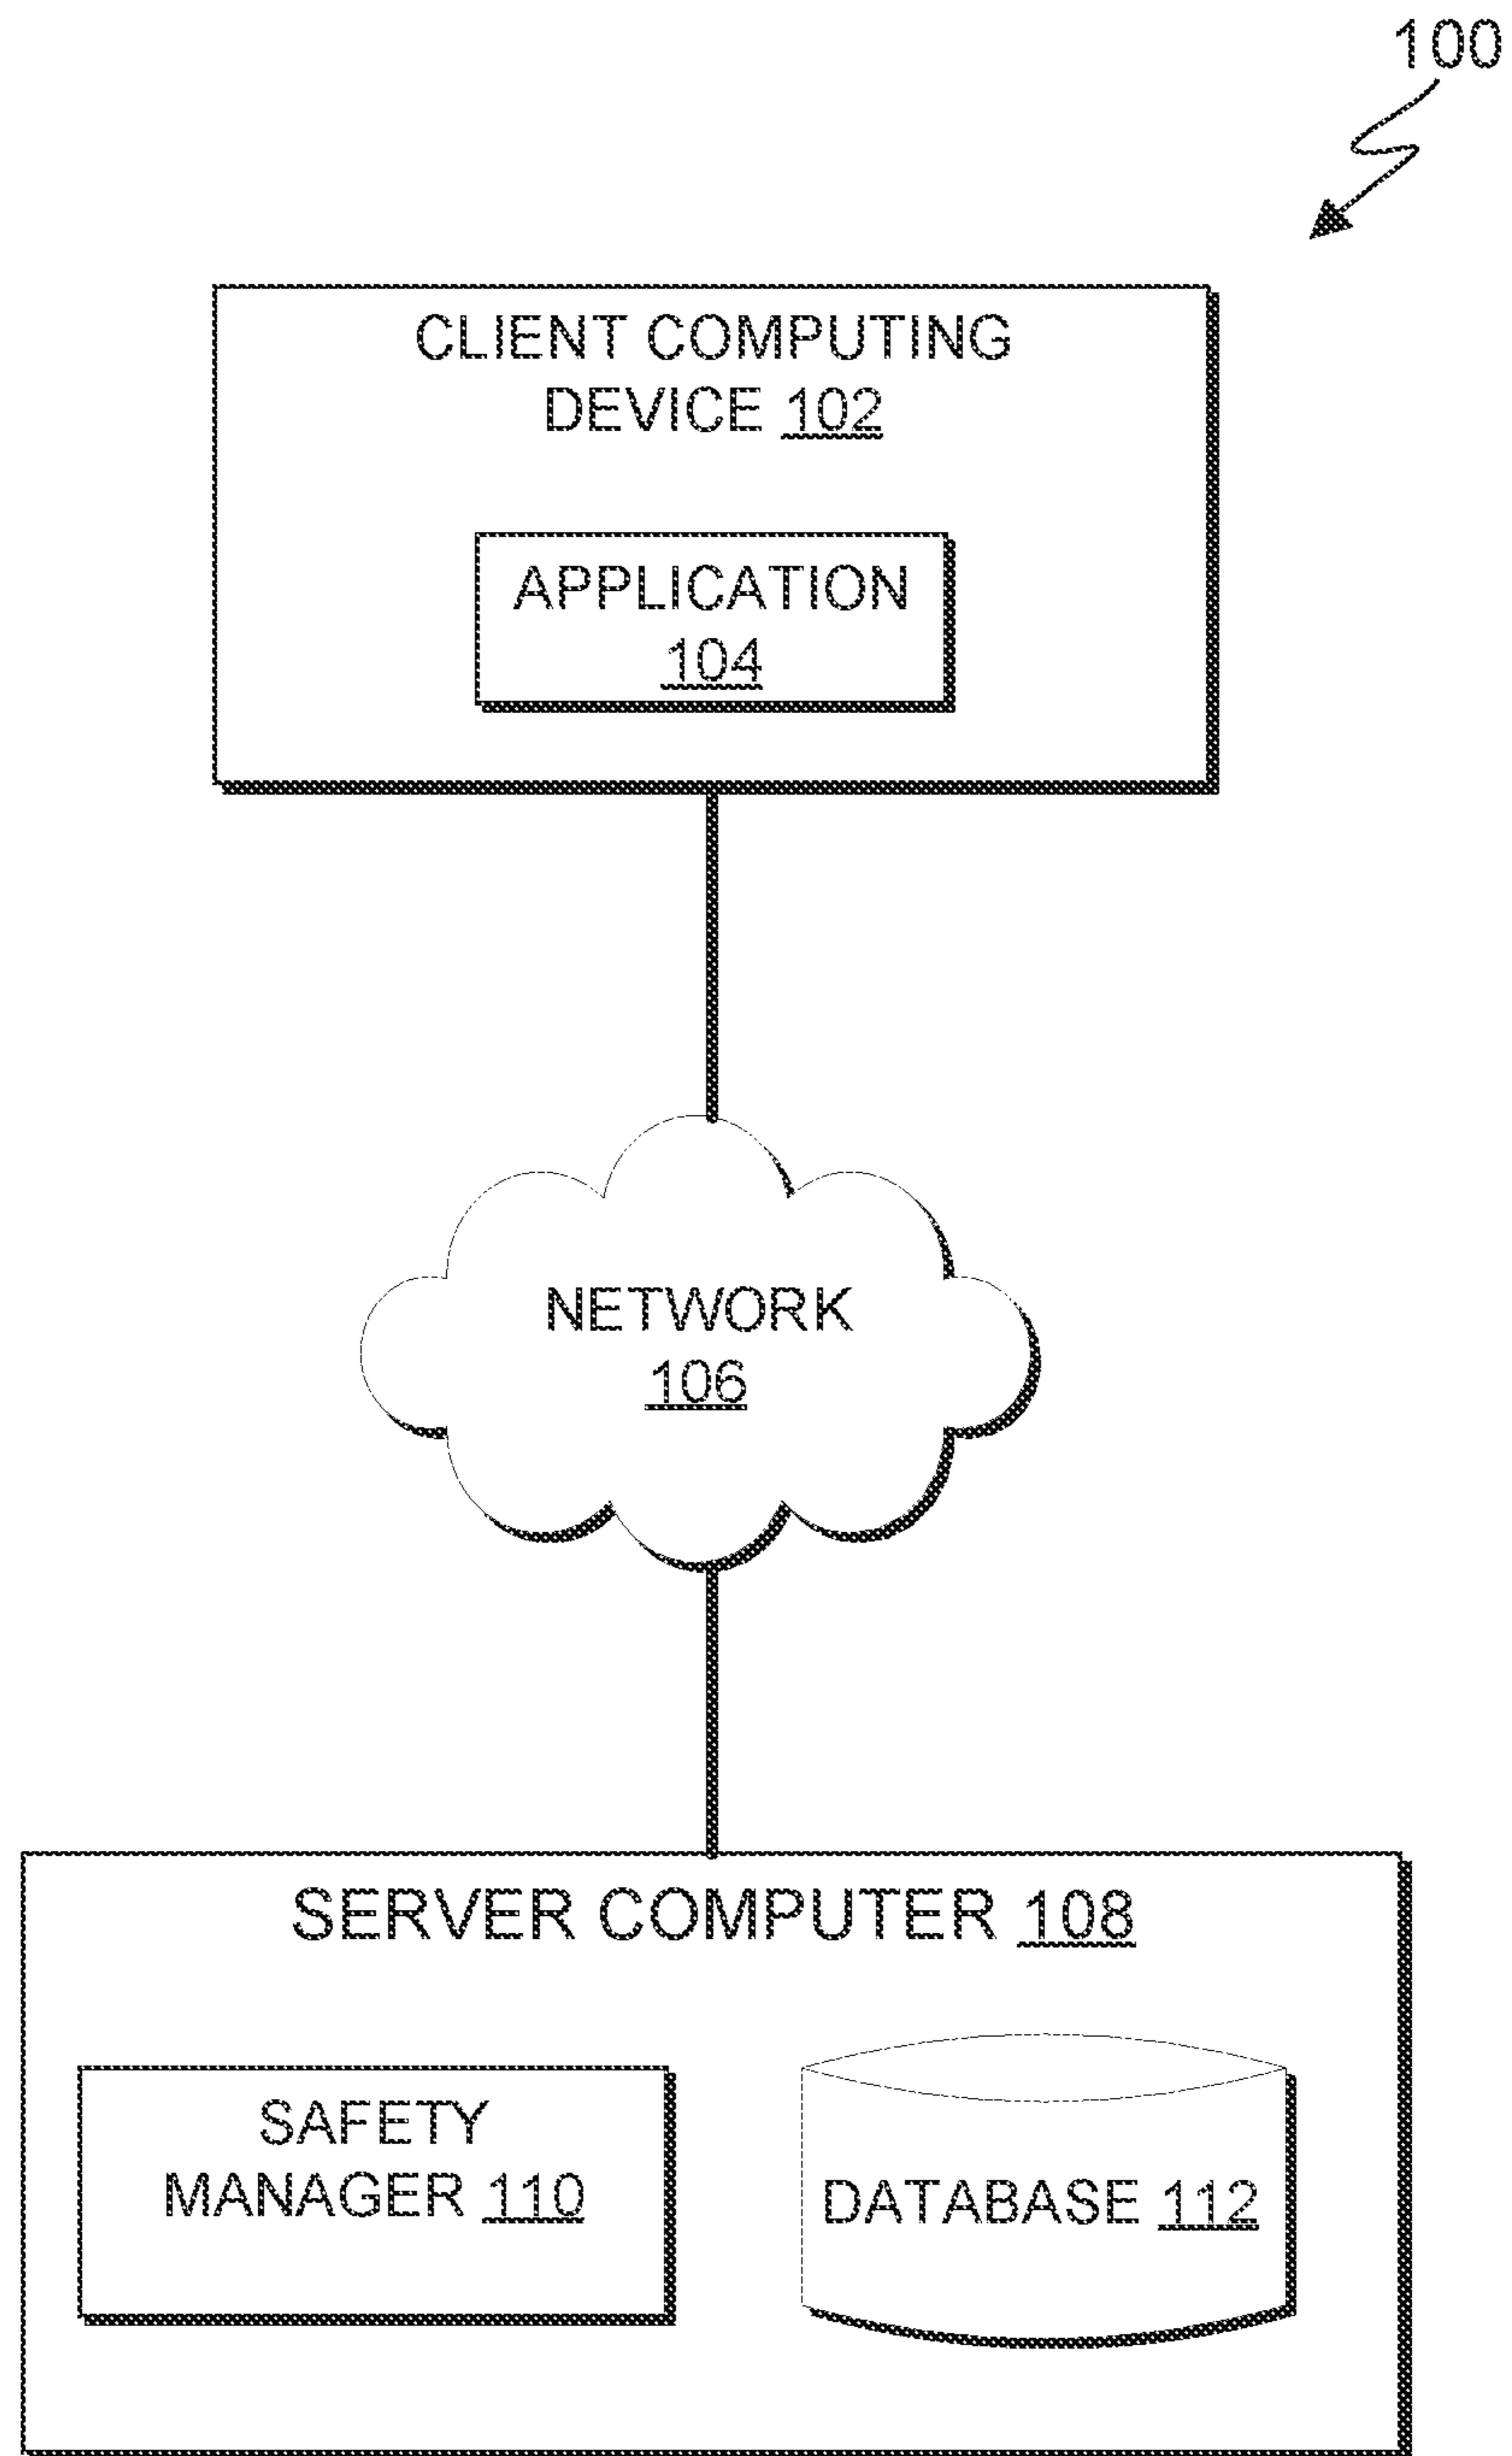 100
CLIENT COMPUTING
DEVICE 102
APPLICATION
104
NETWORK
106
SERVER COMPUTER 108
SAFETY
MANAGER 110
DATABASE 112